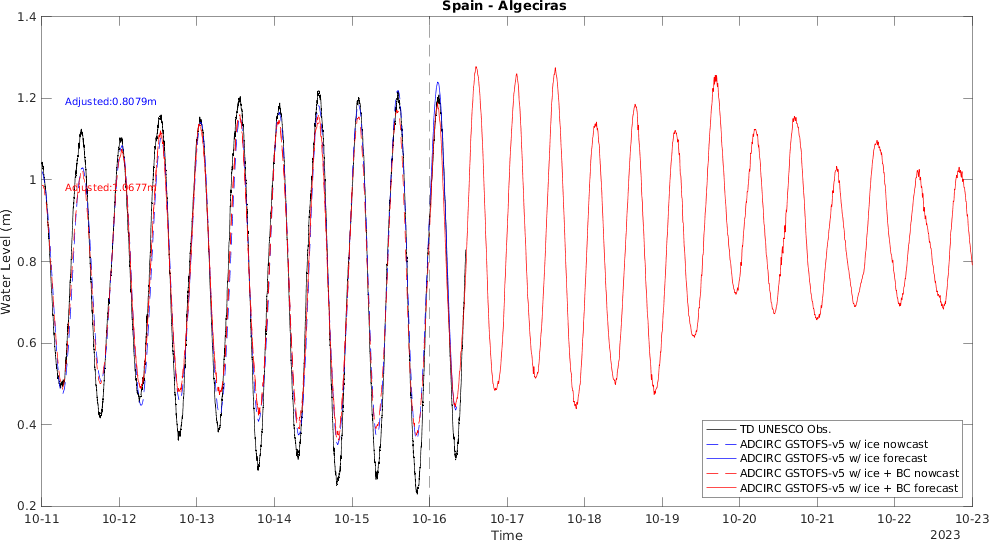 Spain - Algeciras
1.4
1.2
1
0.8
0.6
0.4
0.2
Water Level (m)
Adjusted:0.8079m
Adjusted:1.0677m
TD UNESCO Obs.
ADCIRC GSTOFS-v5 w/ ice nowcast
ADCIRC GSTOFS-v5 w/ ice forecast
ADCIRC GSTOFS-v5 w/ ice + BC nowcast
ADCIRC GSTOFS-v5 w/ ice + BC forecast
10-11 10-12 10-13 10-14 10-15 10-16 10-17 10-18 10-19 10-20 10-21 10-22 10-23
Time
2023